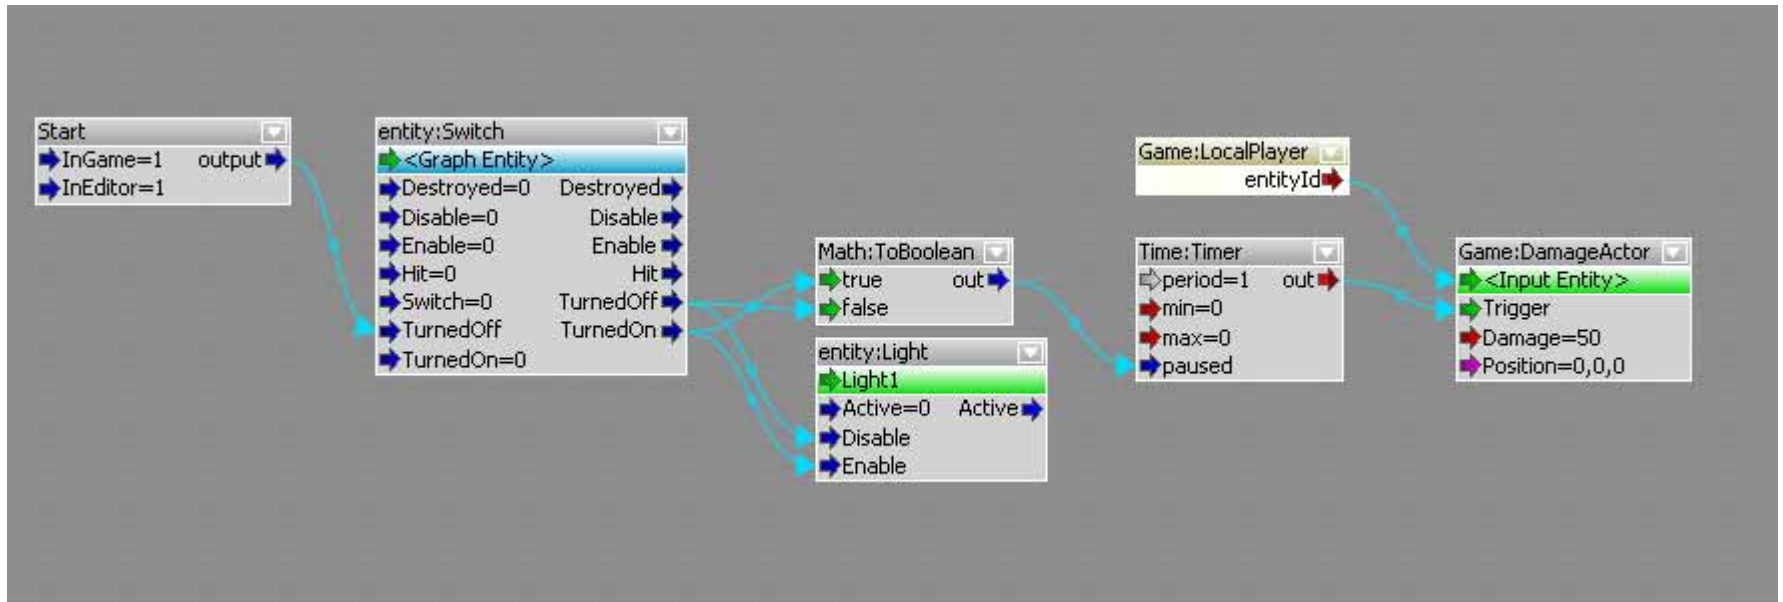 Start
InGame=1 output
InEditor=1
entity:Switch
<Graph Entity>
Destroyed=0 Destroyed
Disable=0 Disable
Enable=0 Enable
Hit=0 Hit
Switch=0 TurnedOff
TurnedOff TurnedOn
TurnedOn=0
Math:ToBoolean
true out
false
entity:Light
Light1
Active=0 Active
Disable
Enable
Game:LocalPlayer
entityId
Time:Timer
period=1 out
min=0
max=0
paused
Game:DamageActor
<Input Entity>
Trigger
Damage=50
Position=0,0,0